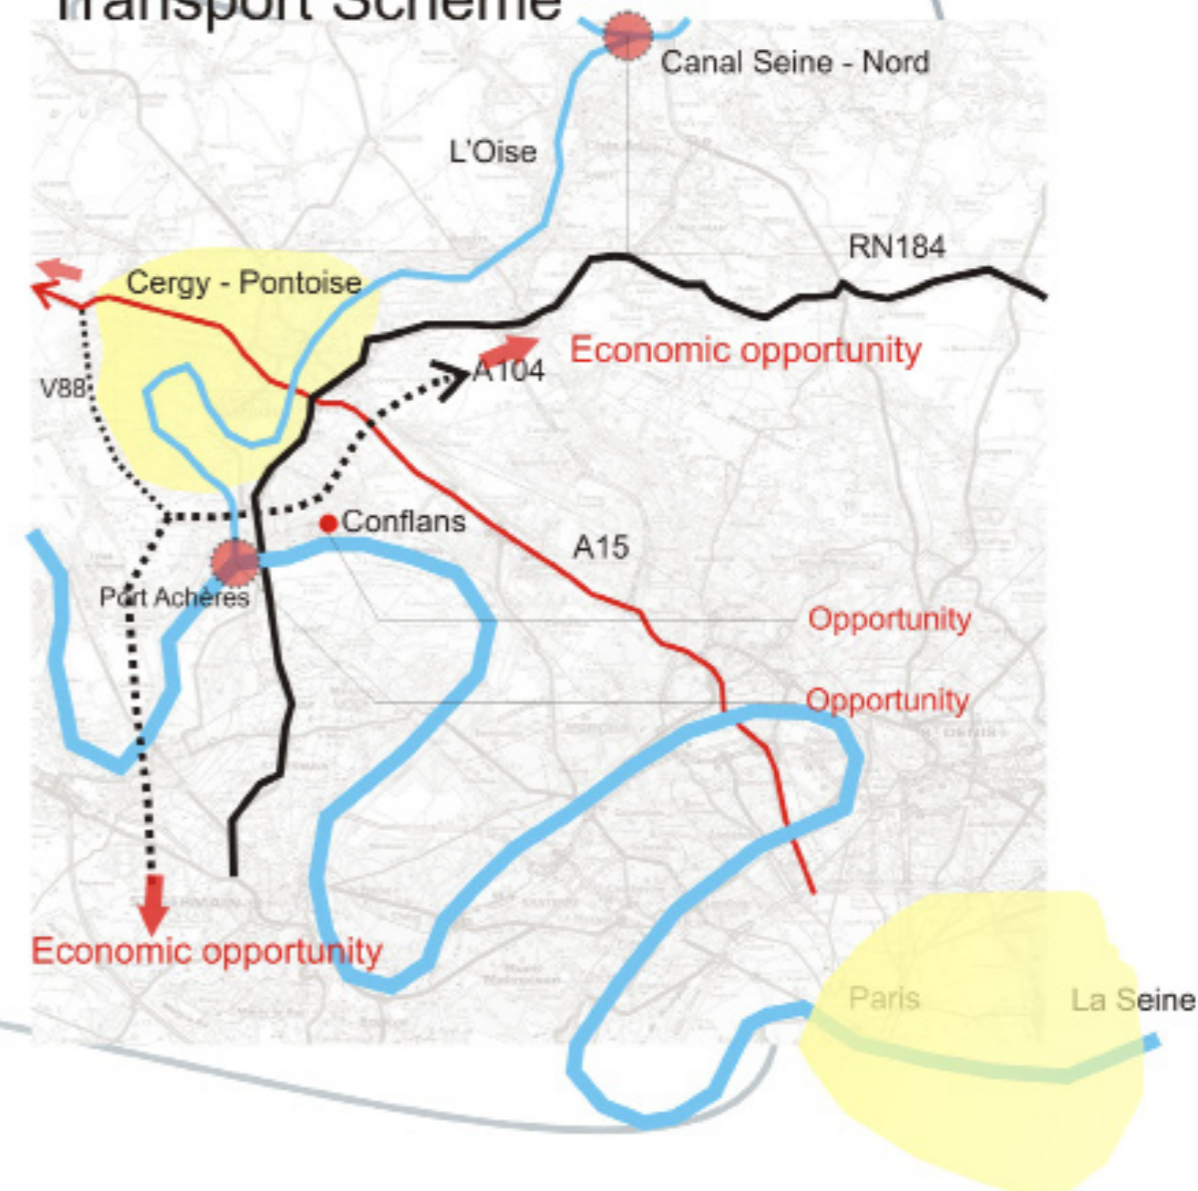 Transport Scheme
Canal Seine - Nord
L'Oise
RN184
Cergy - Pontoise
Economic opportunity
A104
V88
Conflans
A15
Port Achères
Opportunity
Opportunity
Economic opportunity
Paris
La Seine